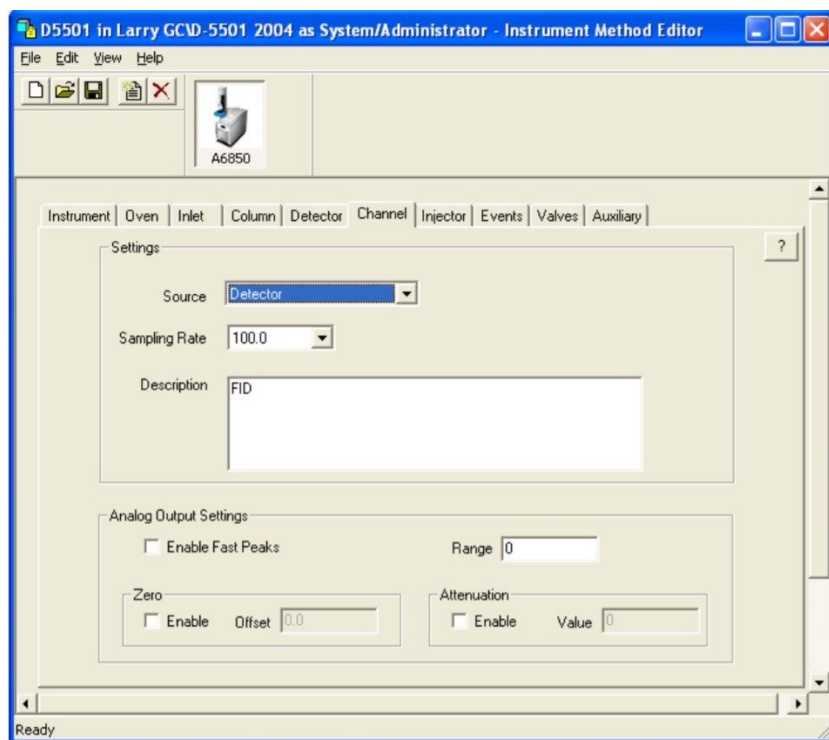 D5501 in Larry GC\D-5501 2004 as System/Administrator - Instrument Method Editor
File Edit View Help
A6850
Instrument Oven Inlet Column Detector Channel Injector Events Valves Auxiliary
Settings
?
Source Detector
Sampling Rate 100.0
Description FID
Analog Output Settings
Enable Fast Peaks Range 0
Zero Attenuation
Enable Offset 0.0 Enable Value 0
Ready